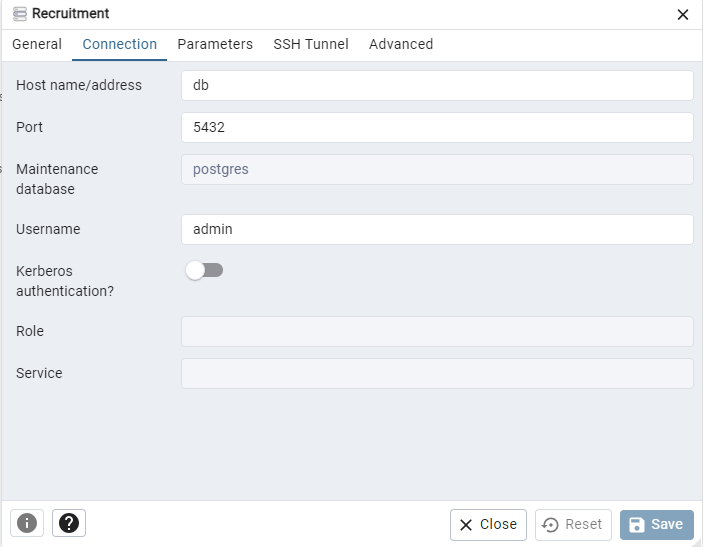 Recruitment
General Connection Parameters SSH Tunnel Advanced
Host name/address db
Port 5432
Maintenance
database
postgres
Username admin
Kerberos
authentication?
Role
Service
Close Reset Save